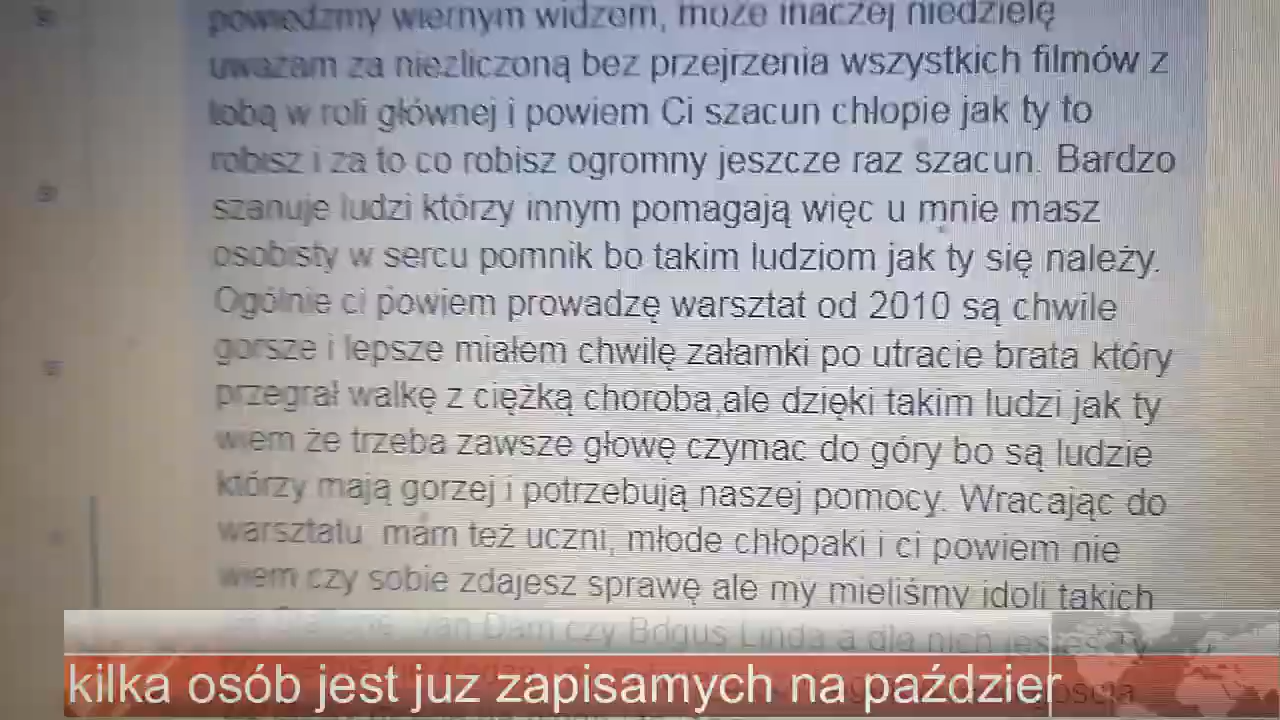 powiedzmy wiernym widzem, może inaczej niedzielę
uważam za niezliczoną bez przejrzenia wszystkich filmów z
tobą w roli głównej i powiem Ci szacun chłopie jak ty to
robisz i za to co robisz ogromny jeszcze raz szacun. Bardzo
szanuje ludzi którzy innym pomagają więc u mnie masz
osobisty w sercu pomnik bo takim ludziom jak ty się należy.
Ogólnie ci powiem prowadzę warsztat od 2010 są chwile
gorsze i lepsze miałem chwilę załamki po utracie brata który
przegrał walkę z ciężką choroba,ale dzięki takim ludzi jak ty
wiem że trzeba zawsze głowę czymac do góry bo są ludzie
którzy mają gorzej i potrzebują naszej pomocy. Wracając do
warsztatu mam też uczni, młode chłopaki i ci powiem nie
wiem czy sobie zdajesz sprawę ale my mieliśmy idoli takich
Dam czy Bogus Linda a dla nich jesteś Ty
kilka osób jest juz zapisamych na paździer